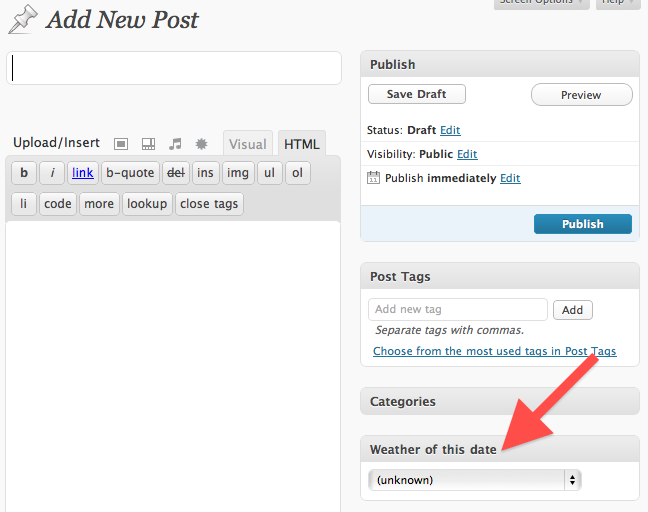 Screen Options Help
Add New Post
Upload/Insert Visual HTML
b i link b-quote del ins img ul ol
li code more lookup close tags
Publish
Save Draft Preview
Status: Draft Edit
Visibility: Public Edit
11 Publish immediately Edit
Publish
Post Tags
Add new tag Add
Separate tags with commas.
Choose from the most used tags in Post Tags
Categories
Weather of this date
(unknown)